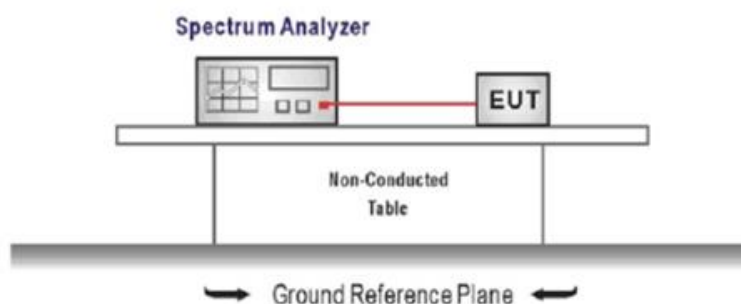 Spectrum Analyzer
EUT
Non-Conducted
Table
Ground Reference Plane